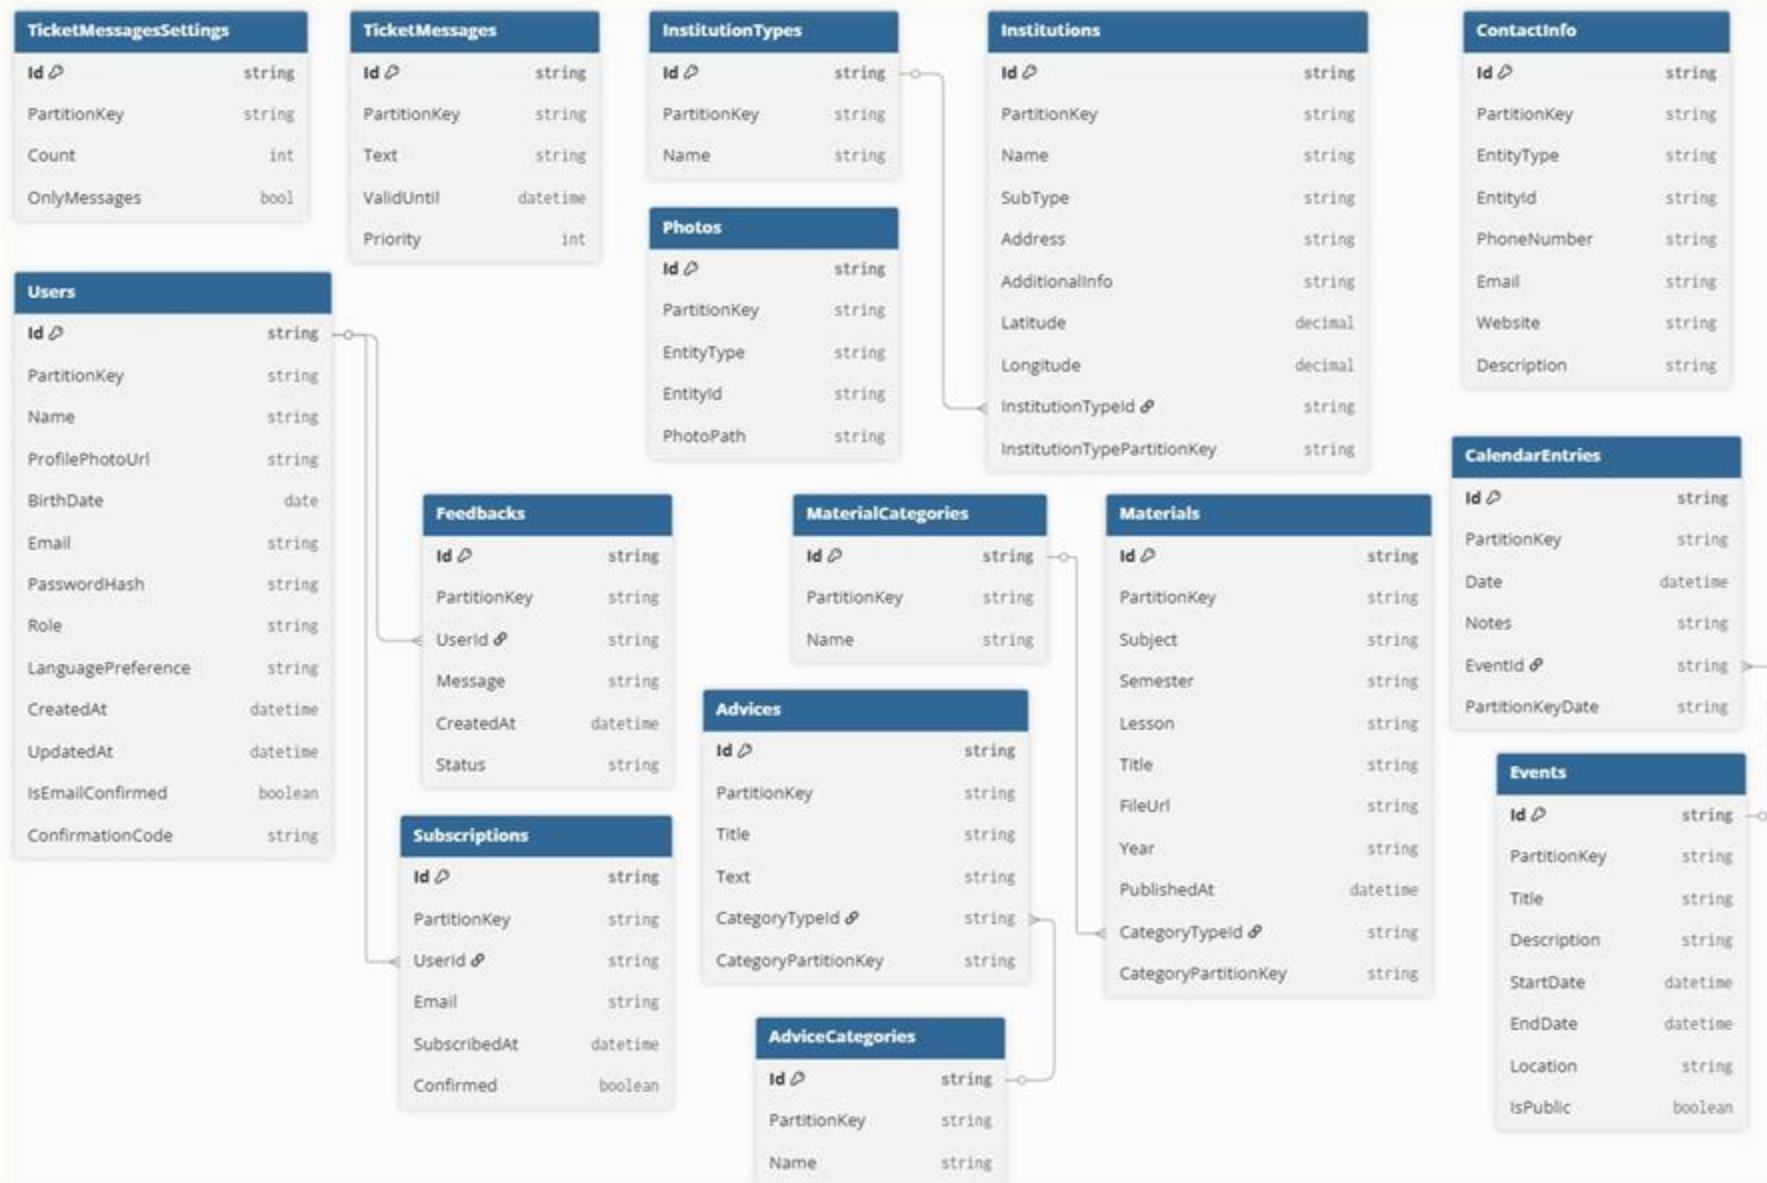 TicketMessagesSettings
Id string
PartitionKey string
Count int
OnlyMessages bool
TicketMessages
Id string
PartitionKey string
Text string
ValidUntil datetime
Priority int
InstitutionTypes
Id string
PartitionKey string
Name string
Institutions
Id string
PartitionKey string
Name string
SubType string
Address string
AdditionalInfo string
Latitude decimal
Longitude decimal
InstitutionTypeId string
InstitutionTypePartitionKey string
ContactInfo
Id string
PartitionKey string
EntityType string
EntityId string
PhoneNumber string
Email string
Website string
Description string
Photos
Id string
PartitionKey string
EntityType string
EntityId string
PhotoPath string
Users
Id string
PartitionKey string
Name string
ProfilePhotoUrl string
BirthDate date
Email string
PasswordHash string
Role string
LanguagePreference string
CreatedAt datetime
UpdatedAt datetime
IsEmailConfirmed boolean
ConfirmationCode string
Feedbacks
Id string
PartitionKey string
UserId string
Message string
CreatedAt datetime
Status string
MaterialCategories
Id string
PartitionKey string
Name string
Materials
Id string
PartitionKey string
Subject string
Semester string
Lesson string
Title string
FileUrl string
Year string
PublishedAt datetime
CategoryTypeId string
CategoryPartitionKey string
CalendarEntries
Id string
PartitionKey string
Date datetime
Notes string
EventId string
PartitionKeyDate string
Advices
Id string
PartitionKey string
Title string
Text string
CategoryTypeId string
CategoryPartitionKey string
Events
Id string
PartitionKey string
Title string
Description string
StartDate datetime
EndDate datetime
Location string
IsPublic boolean
Subscriptions
Id string
PartitionKey string
UserId string
Email string
SubscribedAt datetime
Confirmed boolean
AdviceCategories
Id string
PartitionKey string
Name string